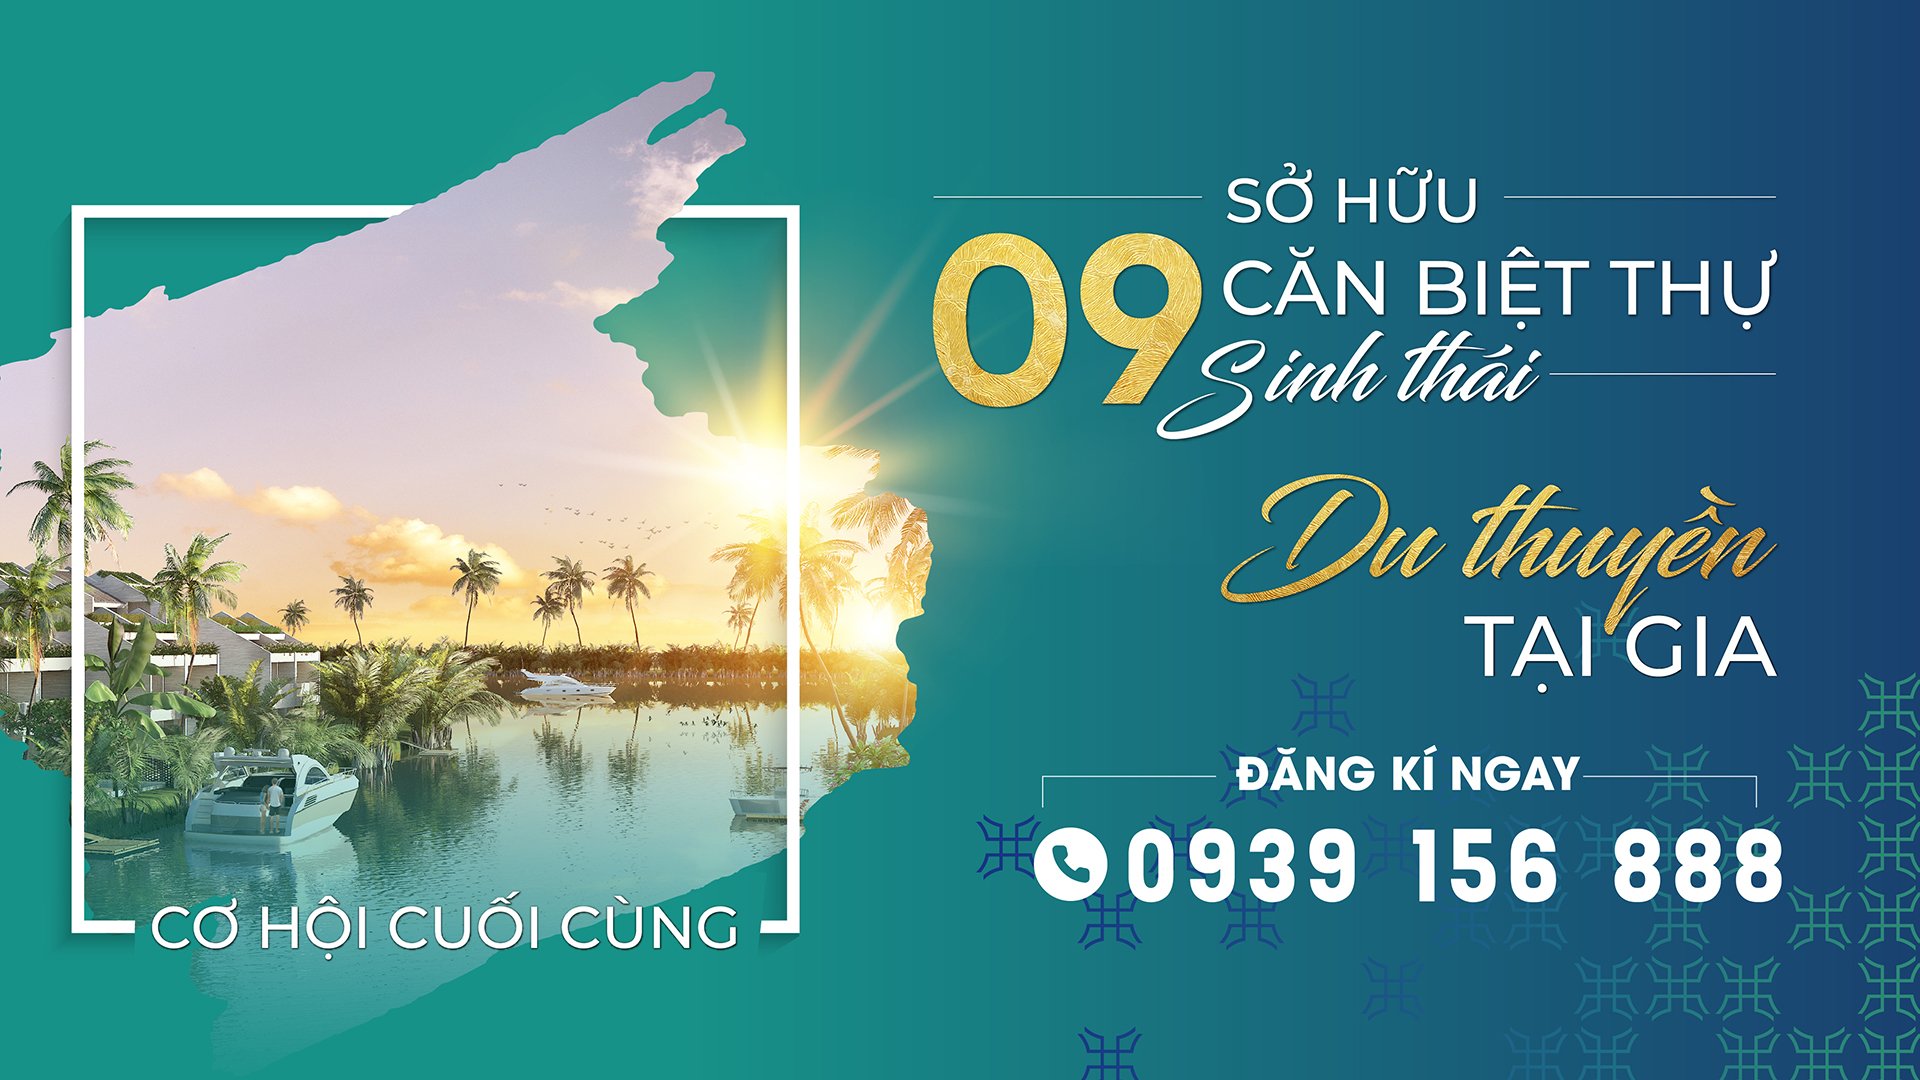 SỞ HỮU
09 CĂN BIỆT THỰ
Sinh thái
Du thuyền
TẠI GIA
ĐĂNG KÍ NGAY
0939 156 888
CƠ HỘI CUỐI CÙNG